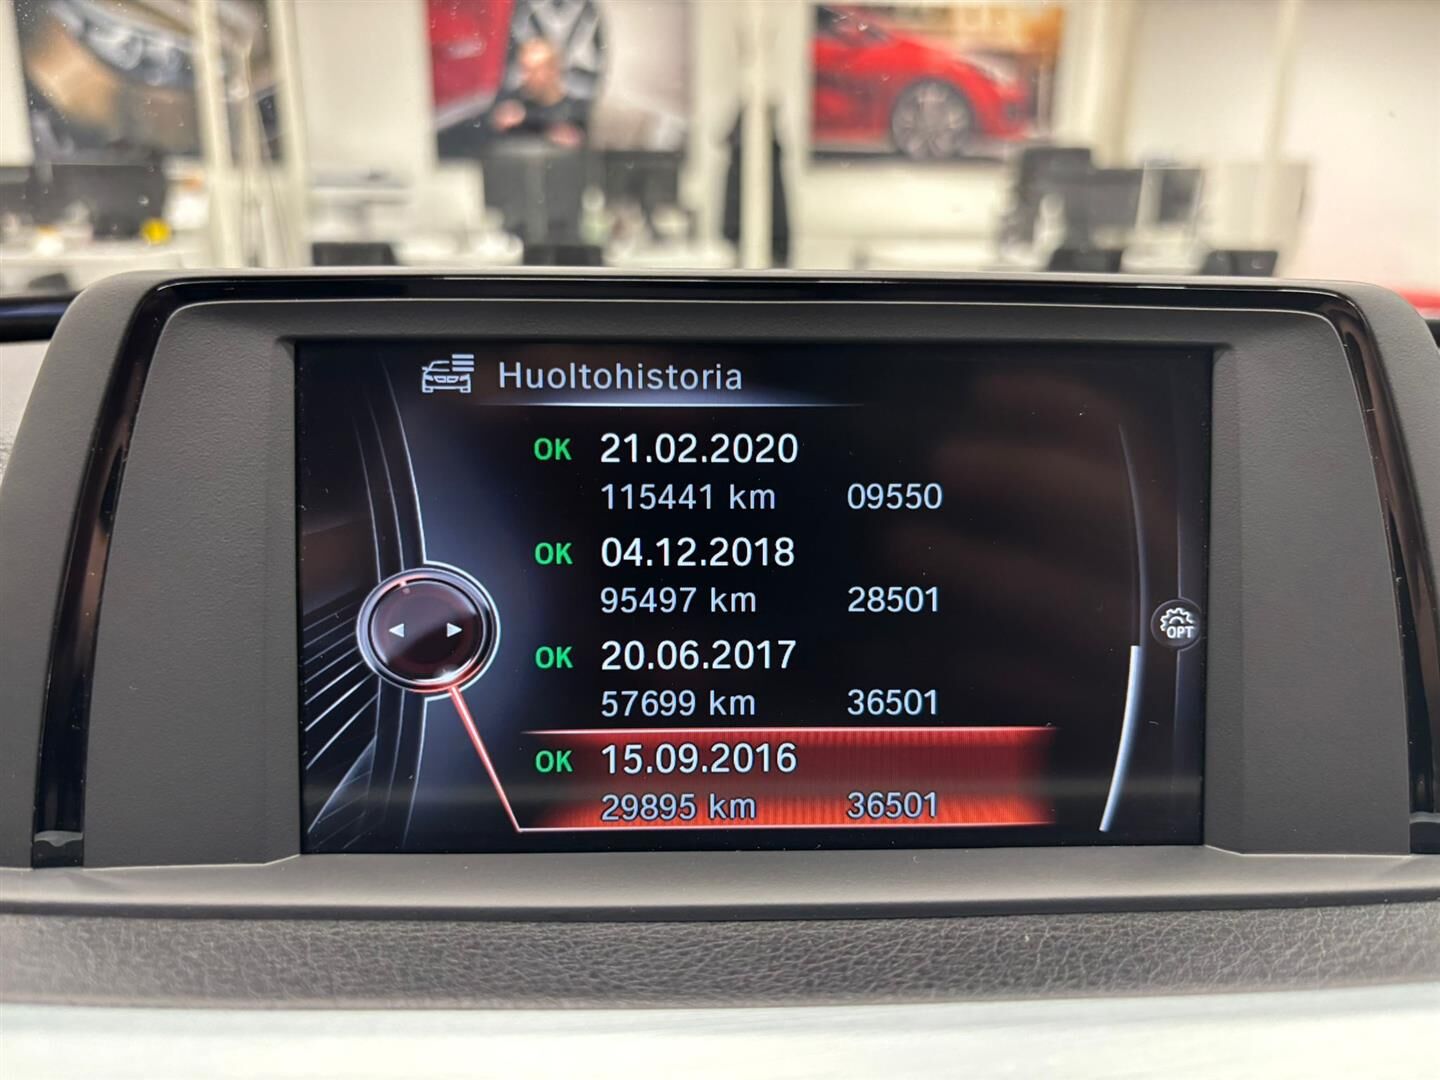 Huoltohistoria
OK 21.02.2020
115441 km 09550
OK 04.12.2018
95497 km 28501
OK 20.06.2017
57699 km 36501
OK 15.09.2016
29895 km 36501
OPT